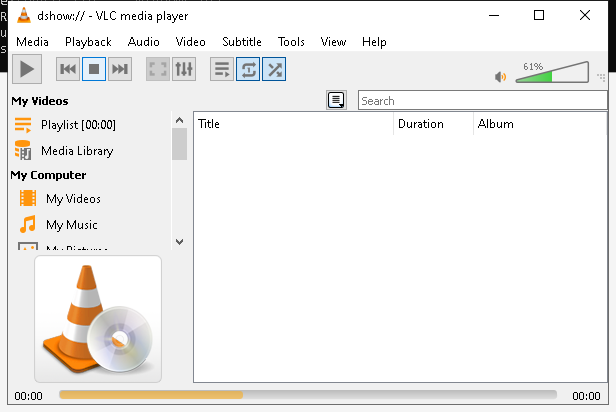 dshow:// - VLC media player
Media Playback Audio Video Subtitle Tools View Help
61%
My Videos
Search
Playlist [00:00]
Title Duration Album
Media Library
My Computer
My Videos
My Music
My Pictures
00:00 00:00